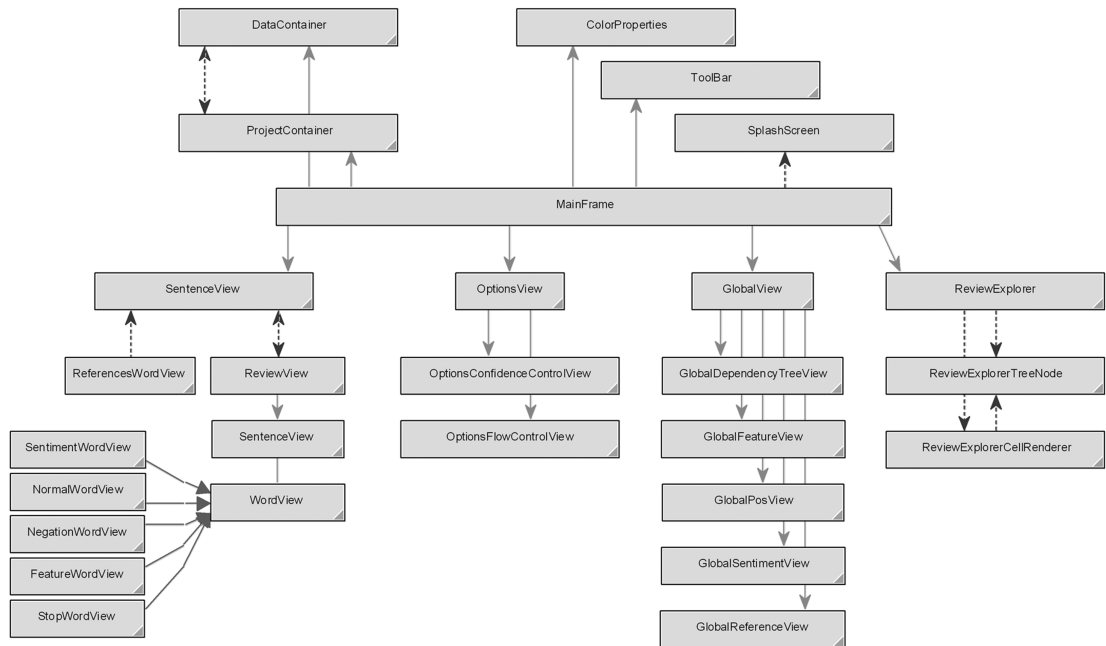 DataContainer
ColorProperties
ToolBar
ProjectContainer
SplashScreen
MainFrame
SentenceView
OptionsView
GlobalView
ReviewExplorer
ReferencesWordView
ReviewView
OptionsConfidenceControlView
GlobalDependencyTreeView
ReviewExplorerTreeNode
SentenceView
OptionsFlowControlView
GlobalFeatureView
ReviewExplorerCellRenderer
SentimentWordView
NormalWordView
WordView
GlobalPosView
NegationWordView
GlobalSentimentView
FeatureWordView
StopWordView
GlobalReferenceView